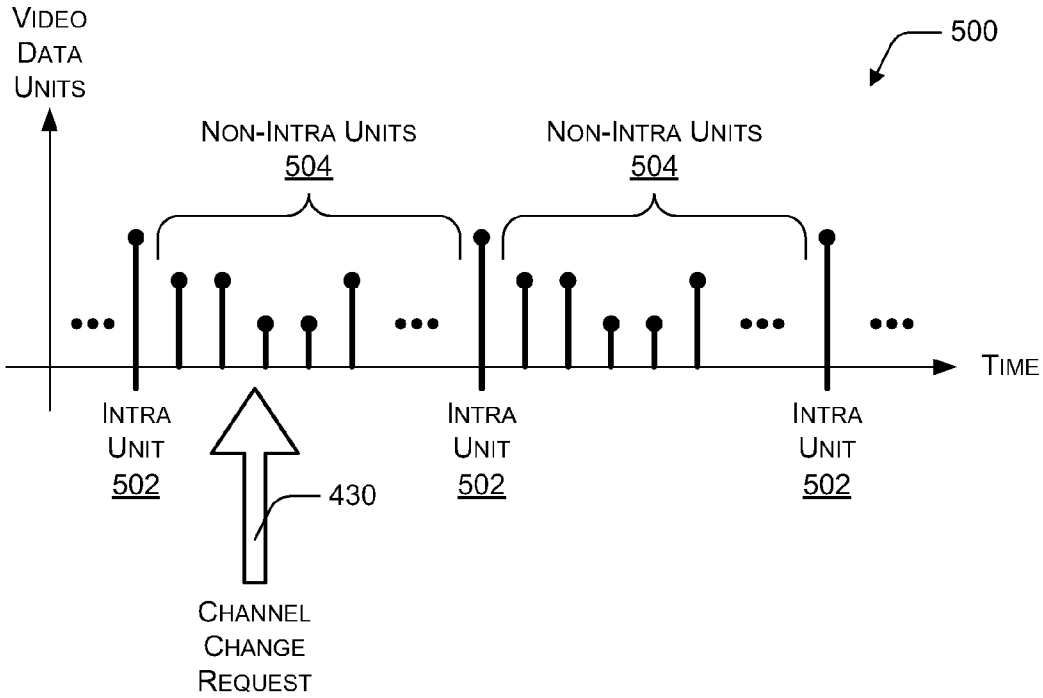 VIDEO
DATA
UNITS
500
NON-INTRA UNITS
504
NON-INTRA UNITS
504
TIME
INTRA
UNIT
502
INTRA
UNIT
502
INTRA
UNIT
502
430
CHANNEL
CHANGE
REQUEST